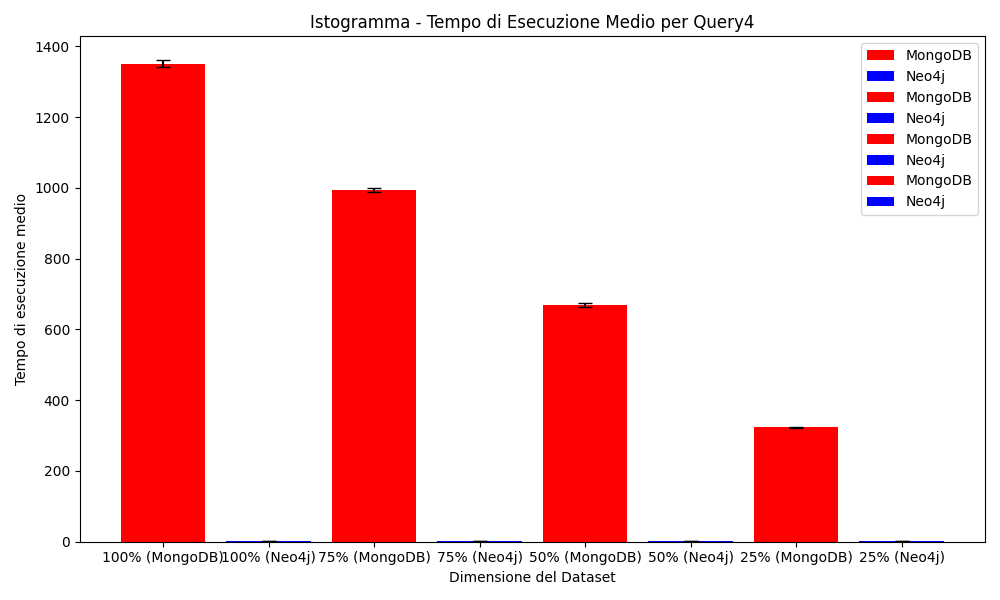 Istogramma - Tempo di Esecuzione Medio per Query4
1400
1200
1000
800
600
400
200
0
Tempo di esecuzione medio
MongoDB
Neo4j
MongoDB
Neo4j
MongoDB
Neo4j
MongoDB
Neo4j
100% (MongoDB)
100% (Neo4j)
75% (MongoDB)
75% (Neo4j)
50% (MongoDB)
50% (Neo4j)
25% (MongoDB)
25% (Neo4j)
Dimensione del Dataset